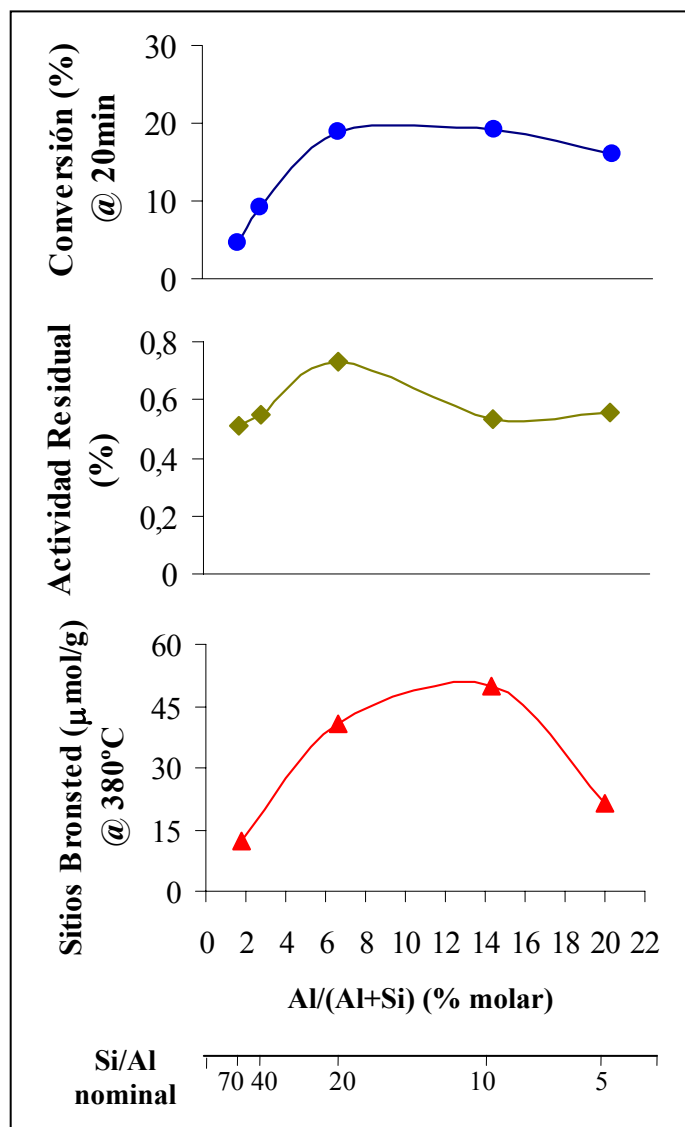 Conversión (%)
@ 20min
30
20
10
0
Actividad Residual
(%)
0,8
0,6
0,4
0,2
0
Sitios Bronsted (μmol/g)
@ 380ºC
60
45
30
15
0
0 2 4 6 8 10 12 14 16 18 20 22
Al/(Al+Si) (% molar)
Si/Al
nominal
70 40 20 10 5